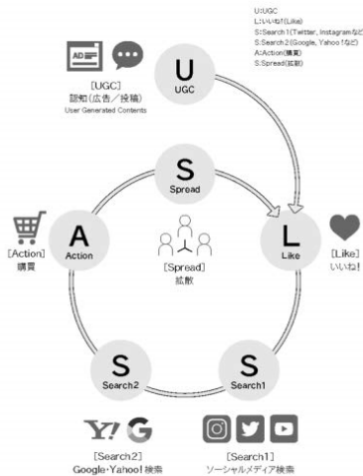 U:UGC
L:いいね!(Like)
S:Search1(Twitter, Instagramなど)
S:Search2(Google, Yahoo!など)
A:Action(購買)
S:Spread(拡散)
AD
U
UGC
[UGC]
認知(広告/投稿)
User Generated Contents
S
Spread
[Spread]
拡散
A
Action
[Action]
購買
L
Like
[Like]
いいね!
S
Search2
S
Search1
Y! G
[Search2]
Google・Yahoo!検索
[Search1]
ソーシャルメディア検索